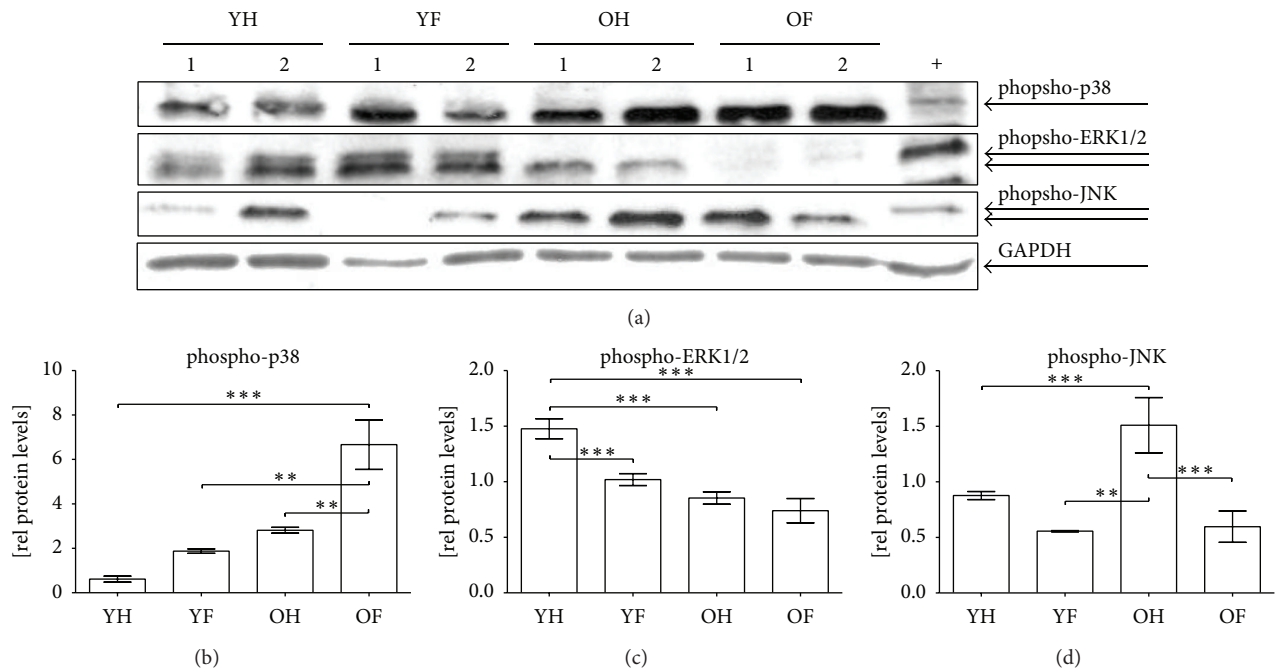 YH YF OH OF
1 2 1 2 1 2 1 2 +
phopsho-p38
phopsho-ERK1/2
phopsho-JNK
GAPDH
(a)
phospho-p38
[rel protein levels]
10
8
6
4
2
0
***
**
**
YH YF OH OF
(b)
phospho-ERK1/2
[rel protein levels]
2.0
1.5
1.0
0.5
0.0
***
***
***
YH YF OH OF
(c)
phospho-JNK
[rel protein levels]
2.0
1.5
1.0
0.5
0.0
***
**
***
YH YF OH OF
(d)